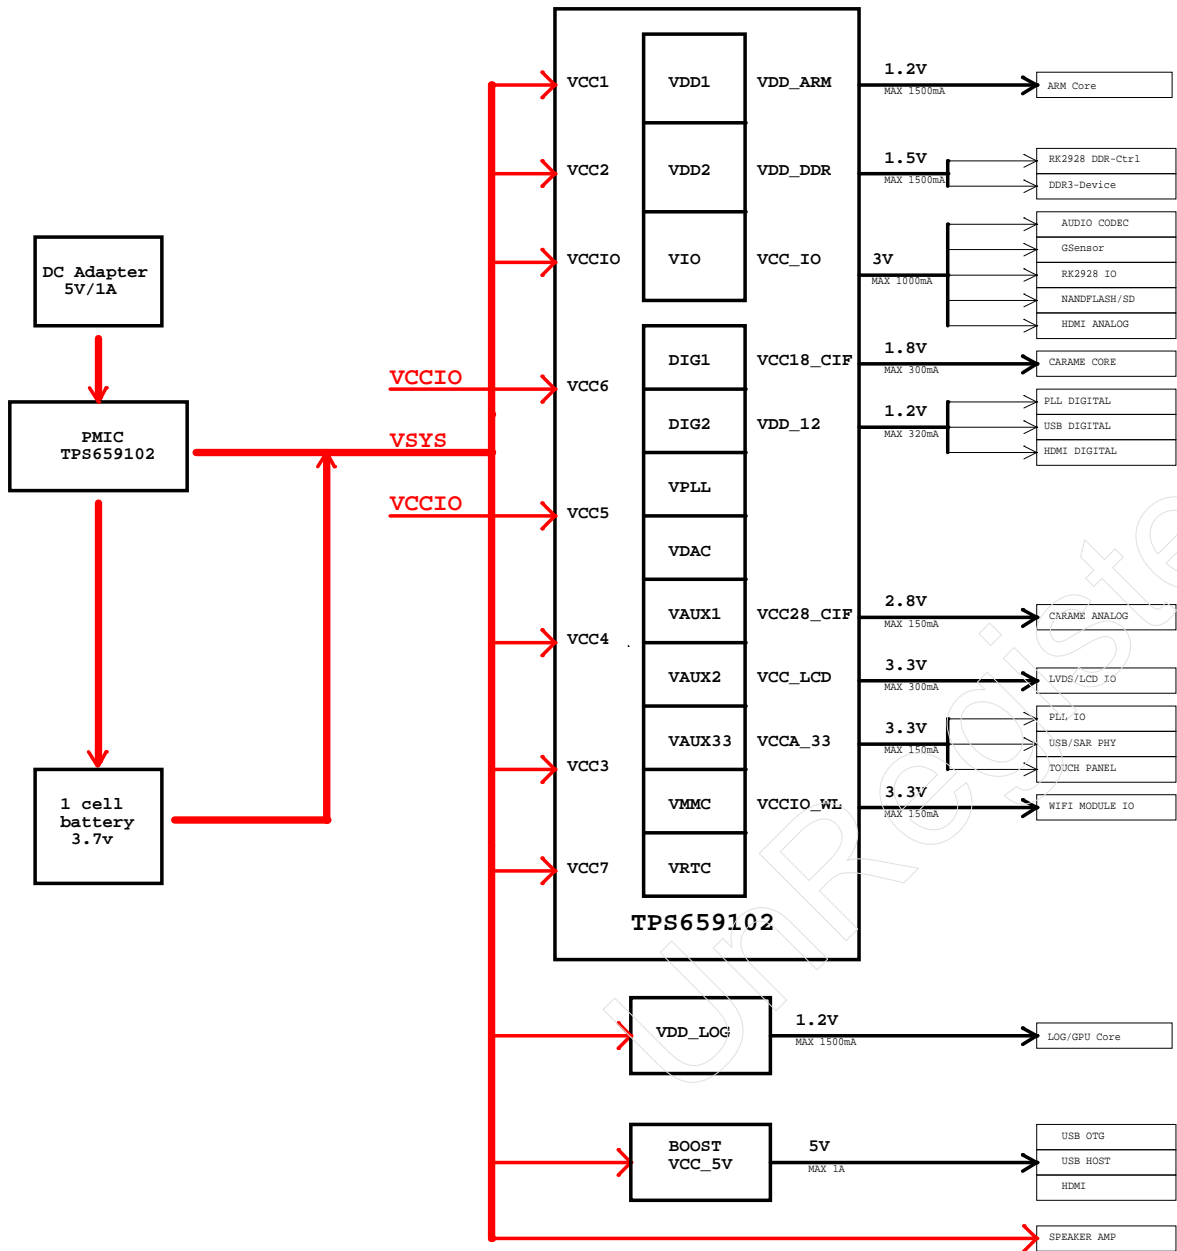 DC Adapter
5V/1A
PMIC
TPS659102
1 cell
battery
3.7v
VCCIO
VSYS
VCCIO
VCC1
VCC2
VCCIO
VCC6
VCC5
VCC4
VCC3
VCC7
VDD1
VDD2
VIO
DIG1
DIG2
VPLL
VDAC
VAUX1
VAUX2
VAUX33
VMMC
VRTC
TPS659102
VDD_ARM
VDD_DDR
VCC_IO
VCC18_CIF
VDD_12
VCC28_CIF
VCC_LCD
VCCA_33
VCCIO_WL
1.2V
MAX 1500mA
ARM Core
1.5V
MAX 1500mA
RK2928 DDR-Ctrl
DDR3-Device
3V
MAX 1000mA
AUDIO CODEC
GSensor
RK2928 IO
NANDFLASH/SD
HDMI ANALOG
1.8V
MAX 300mA
CARAME CORE
1.2V
MAX 320mA
PLL DIGITAL
USB DIGITAL
HDMI DIGITAL
2.8V
MAX 150mA
CARAME ANALOG
3.3V
MAX 300mA
LVDS/LCD IO
3.3V
MAX 150mA
PLL IO
USB/SAR PHY
TOUCH PANEL
3.3V
MAX 150mA
WIFI MODULE IO
VDD_LOG
1.2V
MAX 1500mA
LOG/GPU Core
BOOST
VCC_5V
5V
MAX 1A
USB OTG
USB HOST
HDMI
SPEAKER AMP
UnRegiste